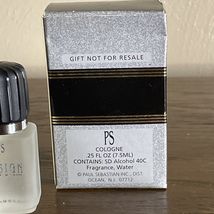 GIFT NOT FOR RESALE
PS
COLOGNE
.25 FL OZ (7.5ML)
CONTAINS: SD Alcohol 40C
Fragrance, Water
© PAUL SEBASTIAN INC., DIST.
OCEAN, N.J. 07712
PS